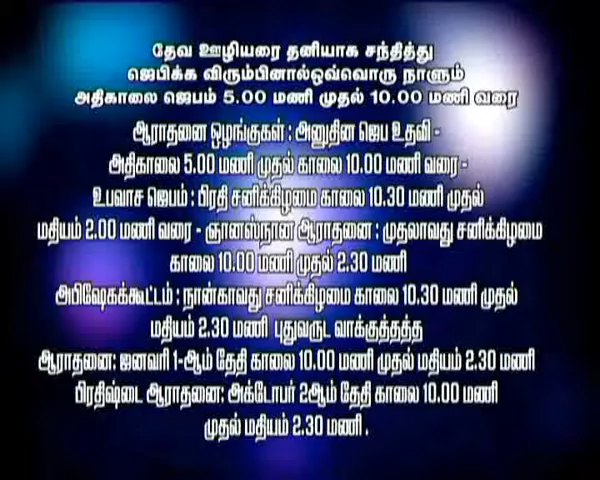 தேவ ஊழியரை தனியாக சந்தித்து
ஜெபிக்க விரும்பினால்ஒவ்வொரு நாளும்
அதிகாலை ஜெபம் 5.00 மணி முதல் 10.00 மணி வரை
ஆராதனை ஒழங்குகள் : அனுதின ஜெப உதவி -
அதிகாலை 5.00 மணி முதல் காலை 10.00 மணி வரை -
உபவாச ஜெபம் : பிரதி சனிக்கிழமை காலை 10.30 மணி முதல்
மதியம் 2.00 மணி வரை - ஞானஸ்நான ஆராதனை : முதலாவது சனிக்கிழமை
காலை 10.00 மணி முதல் 2.30 மணி
அபிஷேகக்கூட்டம் : நான்காவது சனிக்கிழமை காலை 10.30 மணி முதல்
மதியம் 2.30 மணி புதுவருட வாக்குத்தத்த
ஆராதனை: ஜனவரி 1-ஆம் தேதி காலை 10.00 மணி முதல் மதியம் 2.30 மணி
பிரதிஷ்டை ஆராதனை: அக்டோபர் 2ஆம் தேதி காலை 10.00 மணி
முதல் மதியம் 2.30 மணி .